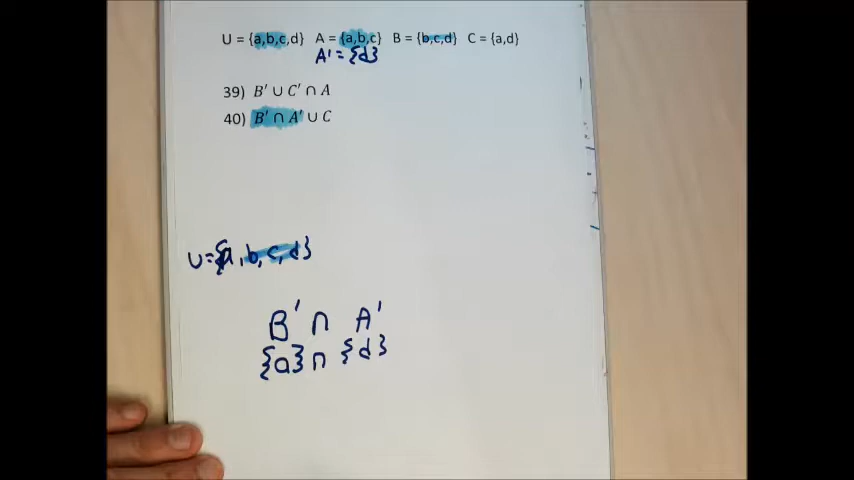 U = {a,b,c,d} A = {a,b,c} B = {b,c,d} C = {a,d}
A' = {d}
39) B′ ∪ C′ ∩ A
40) B′ ∩ A′ ∪ C
U={a,b,c,d}
B' ∩ A'
{a} ∩ {d}